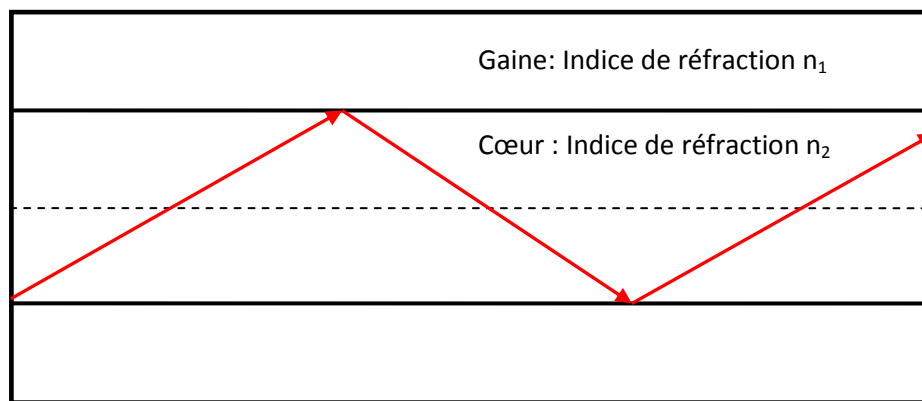 Gaine: Indice de réfraction n₁
Cœur : Indice de réfraction n₂